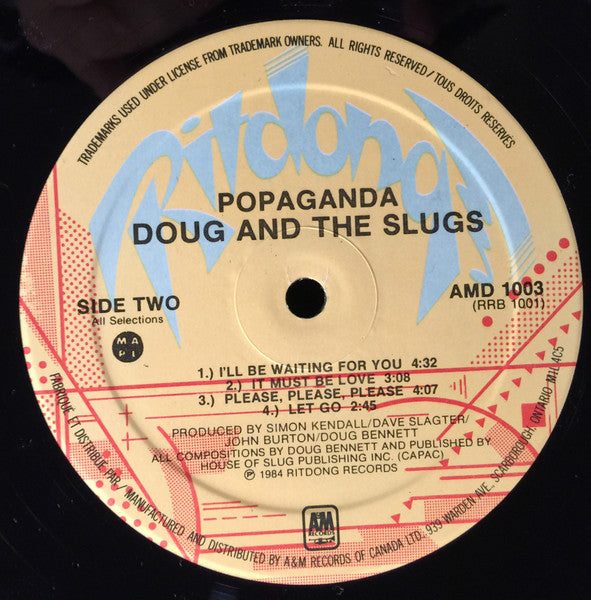 TRADEMARKS USED UNDER LICENSE FROM TRADEMARK OWNERS. ALL RIGHTS RESERVED / TOUS DROITS RESERVÉS
Ritdong
POPAGANDA
DOUG AND THE SLUGS
SIDE TWO
All Selections
AMD 1003
(RRB 1001)
M A
P L
1.) I'LL BE WAITING FOR YOU 4:32
2.) IT MUST BE LOVE 3:08
3.) PLEASE, PLEASE, PLEASE 4:07
4.) LET GO 2:45
PRODUCED BY SIMON KENDALL/DAVE SLAGTER/
JOHN BURTON/DOUG BENNETT
ALL COMPOSITIONS BY DOUG BENNETT AND PUBLISHED BY
HOUSE OF SLUG PUBLISHING INC. (CAPAC)
℗ 1984 RITDONG RECORDS
A&M
RECORDS
FABRIQUÉ ET DISTRIBUÉ PAR / MANUFACTURED AND DISTRIBUTED BY A&M RECORDS OF CANADA LTD., 939 WARDEN AVE., SCARBOROUGH, ONTARIO M1L 4C5